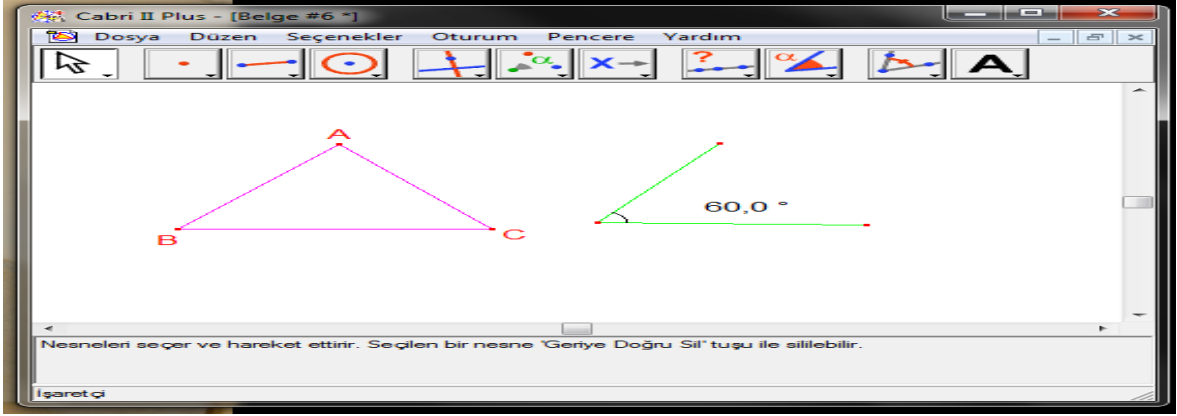 Cabri II Plus - [Belge #6 *]
Dosya Düzen Seçenekler Oturum Pencere Yardım
? α α A
A
60,0 °
B
C
Nesneleri seçer ve hareket ettirir. Seçilen bir nesne 'Geriye Doğru Sil' tuşu ile sililebilir.
İşaretçi